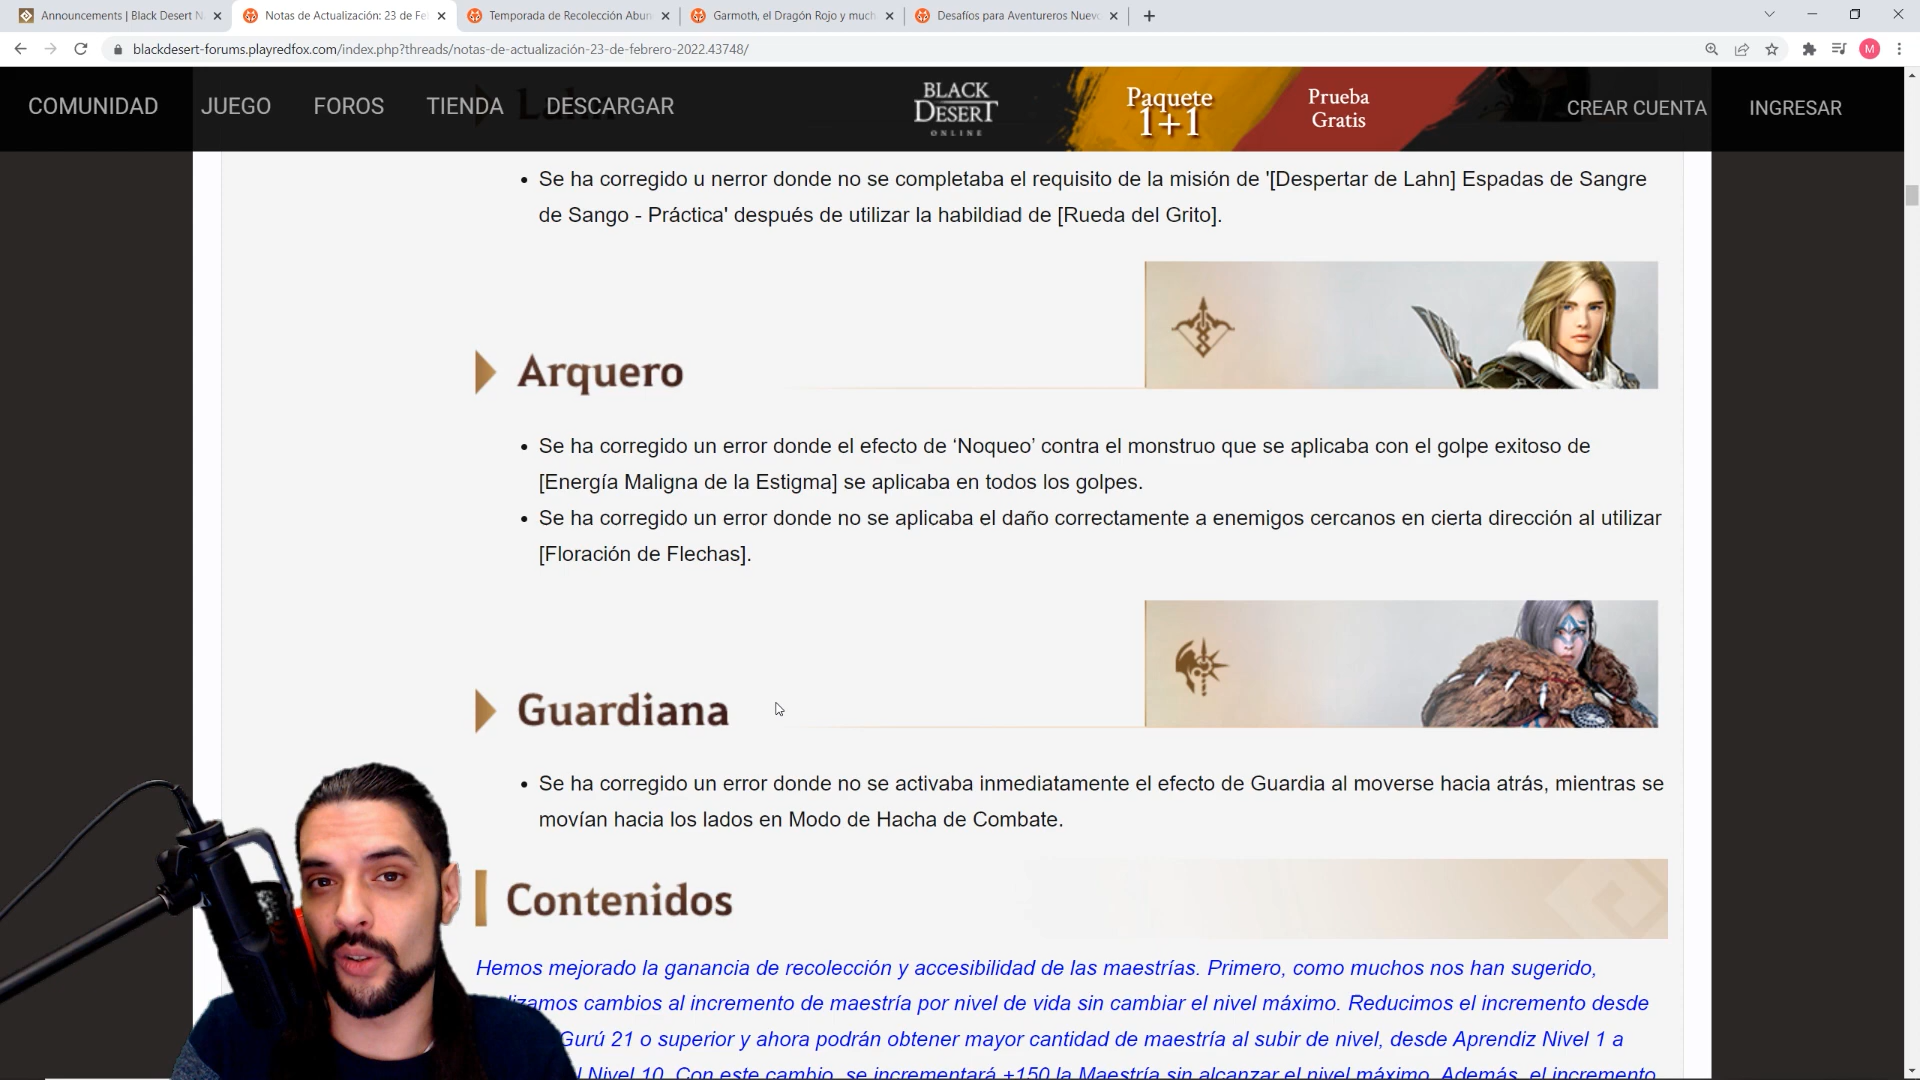 Announcements | Black Desert N
Notas de Actualización: 23 de Fe
Temporada de Recolección Abun
Garmoth, el Dragón Rojo y much
Desafíos para Aventureros Nuevo
blackdesert-forums.playredfox.com/index.php?threads/notas-de-actualización-23-de-febrero-2022.43748/
M
COMUNIDAD
JUEGO
FOROS
TIENDA
DESCARGAR
Lahn
BLACK
DESERT
ONLINE
Paquete
1+1
Prueba
Gratis
CREAR CUENTA
INGRESAR
• Se ha corregido u nerror donde no se completaba el requisito de la misión de '[Despertar de Lahn] Espadas de Sangre
de Sango - Práctica' después de utilizar la habildiad de [Rueda del Grito].
Arquero
• Se ha corregido un error donde el efecto de ‘Noqueo’ contra el monstruo que se aplicaba con el golpe exitoso de
[Energía Maligna de la Estigma] se aplicaba en todos los golpes.
• Se ha corregido un error donde no se aplicaba el daño correctamente a enemigos cercanos en cierta dirección al utilizar
[Floración de Flechas].
Guardiana
• Se ha corregido un error donde no se activaba inmediatamente el efecto de Guardia al moverse hacia atrás, mientras se
movían hacia los lados en Modo de Hacha de Combate.
Contenidos
Hemos mejorado la ganancia de recolección y accesibilidad de las maestrías. Primero, como muchos nos han sugerido,
cambios al incremento de maestría por nivel de vida sin cambiar el nivel máximo. Reducimos el incremento desde
Gurú 21 o superior y ahora podrán obtener mayor cantidad de maestría al subir de nivel, desde Aprendiz Nivel 1 a
Nivel 10. Con este cambio, se incrementará +150 la Maestría sin alcanzar el nivel máximo. Además, el incremento